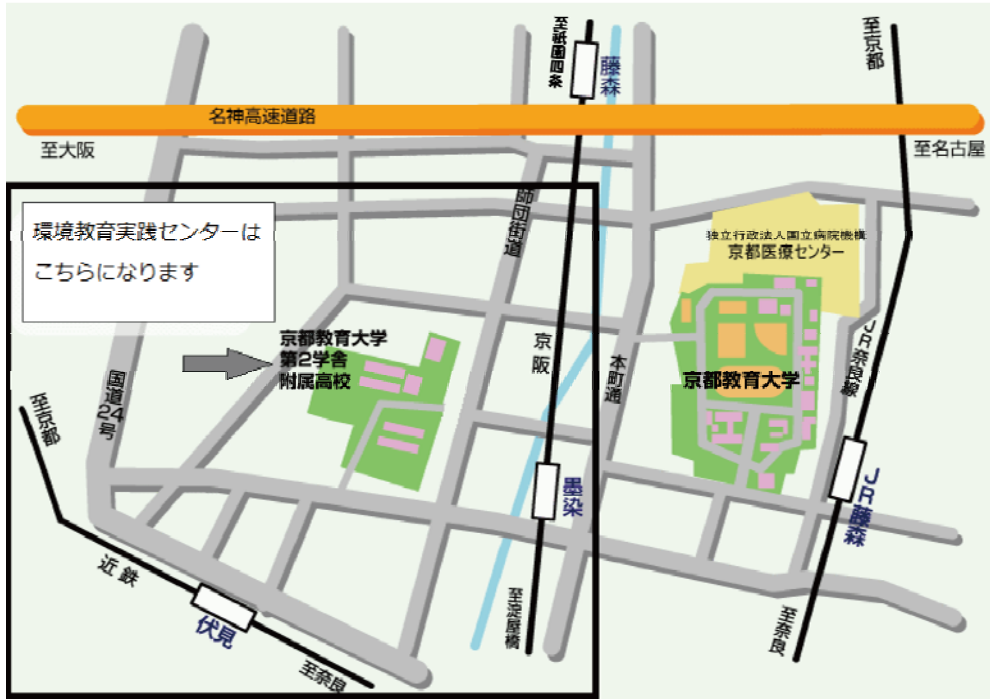 至祇園四条
藤森
至京都
名神高速道路
至大阪
至名古屋
環境教育実践センターは
こちらになります
師団街道
独立行政法人国立病院機構
京都医療センター
京都教育大学
第2学舎
附属高校
京阪
本町通
京都教育大学
JR奈良線
国道24号
至京都
墨染
JR藤森
近鉄
伏見
至淀屋橋
至奈良
至奈良